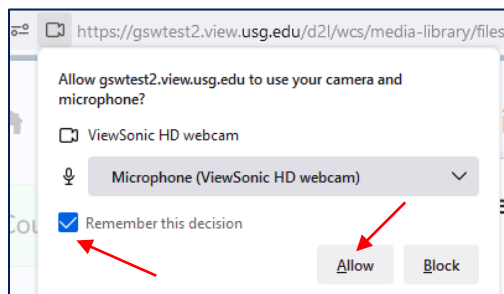 https://gswtest2.view.usg.edu/d2l/wcs/media-library/files
Allow gswtest2.view.usg.edu to use your camera and
microphone?
ViewSonic HD webcam
Microphone (ViewSonic HD webcam)
Remember this decision
Allow Block